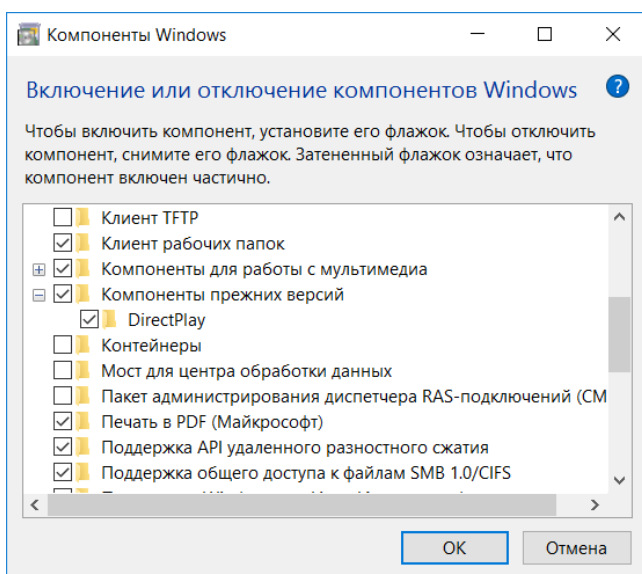 Компоненты Windows
Включение или отключение компонентов Windows
?
Чтобы включить компонент, установите его флажок. Чтобы отключить
компонент, снимите его флажок. Затененный флажок означает, что
компонент включен частично.
Клиент TFTP
Клиент рабочих папок
Компоненты для работы с мультимедиа
Компоненты прежних версий
DirectPlay
Контейнеры
Мост для центра обработки данных
Пакет администрирования диспетчера RAS-подключений (CM
Печать в PDF (Майкрософт)
Поддержка API удаленного разностного сжатия
Поддержка общего доступа к файлам SMB 1.0/CIFS
ОК
Отмена